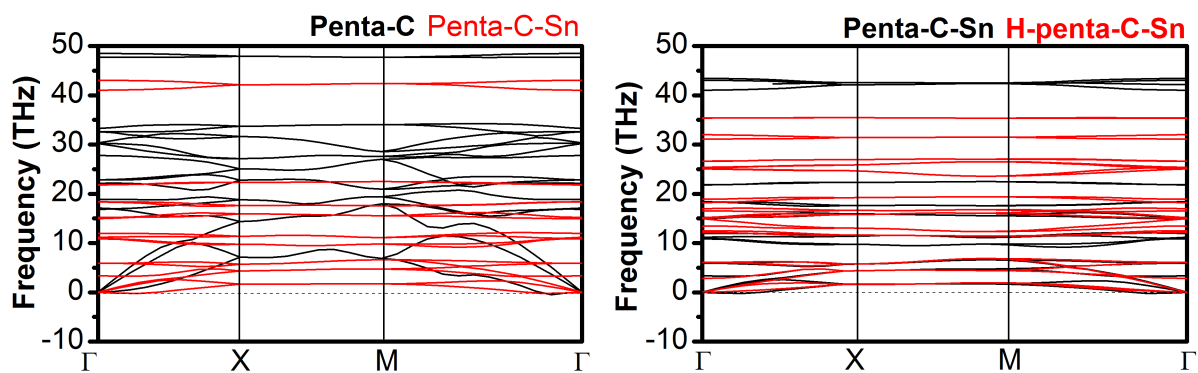 Penta-C Penta-C-Sn
Frequency (THz)
50
40
30
20
10
0
-10
Γ X M Γ
Penta-C-Sn H-penta-C-Sn
Frequency (THz)
50
40
30
20
10
0
-10
Γ X M Γ